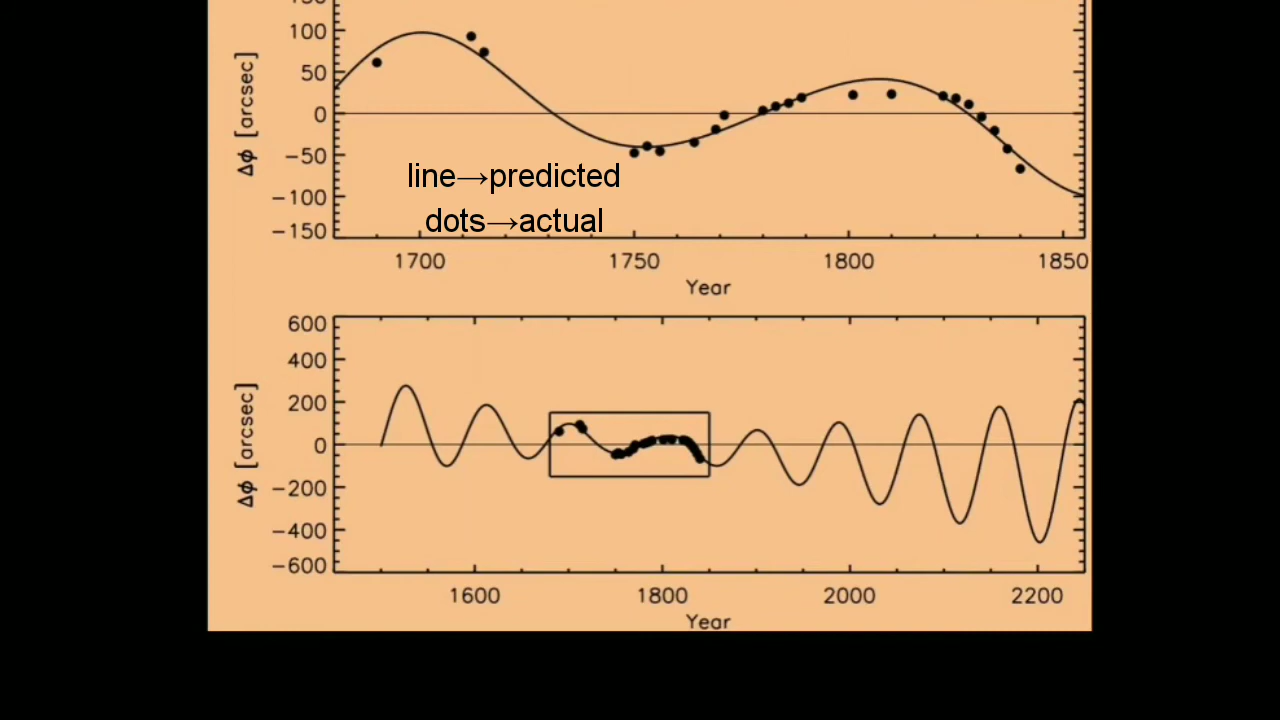 150
100
50
0
−50
−100
−150
Δϕ [arcsec]
line→predicted
dots→actual
1700 1750 1800 1850
Year
600
400
200
0
−200
−400
−600
Δϕ [arcsec]
1600 1800 2000 2200
Year